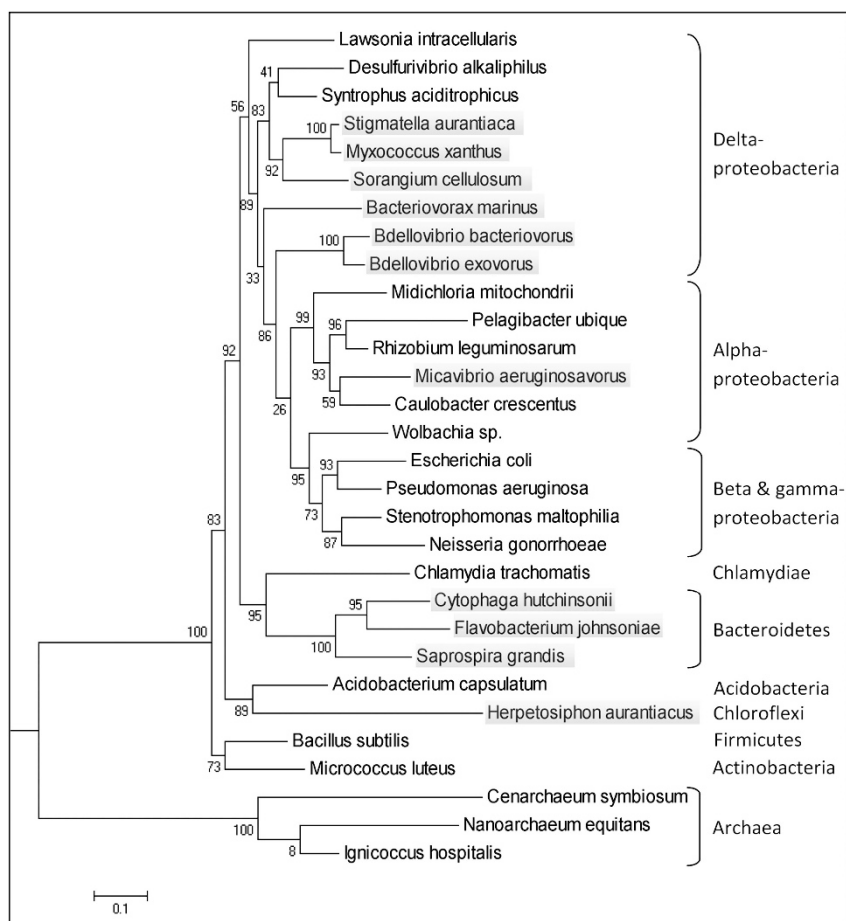 Lawsonia intracellularis
Desulfurivibrio alkaliphilus
Syntrophus aciditrophicus
Stigmatella aurantiaca
Myxococcus xanthus
Sorangium cellulosum
Bacteriovorax marinus
Bdellovibrio bacteriovorus
Bdellovibrio exovorus
Delta-
proteobacteria
Midichloria mitochondrii
Pelagibacter ubique
Rhizobium leguminosarum
Micavibrio aeruginosavorus
Caulobacter crescentus
Wolbachia sp.
Alpha-
proteobacteria
Escherichia coli
Pseudomonas aeruginosa
Stenotrophomonas maltophilia
Neisseria gonorrhoeae
Beta & gamma-
proteobacteria
Chlamydia trachomatis
Chlamydiae
Cytophaga hutchinsonii
Flavobacterium johnsoniae
Saprospira grandis
Bacteroidetes
Acidobacterium capsulatum
Acidobacteria
Herpetosiphon aurantiacus
Chloroflexi
Bacillus subtilis
Firmicutes
Micrococcus luteus
Actinobacteria
Cenarchaeum symbiosum
Nanoarchaeum equitans
Ignicoccus hospitalis
Archaea
41
83
56
100
92
89
100
33
86
99
96
93
59
92
26
93
95
73
87
83
95
95
100
100
89
73
100
8
0.1